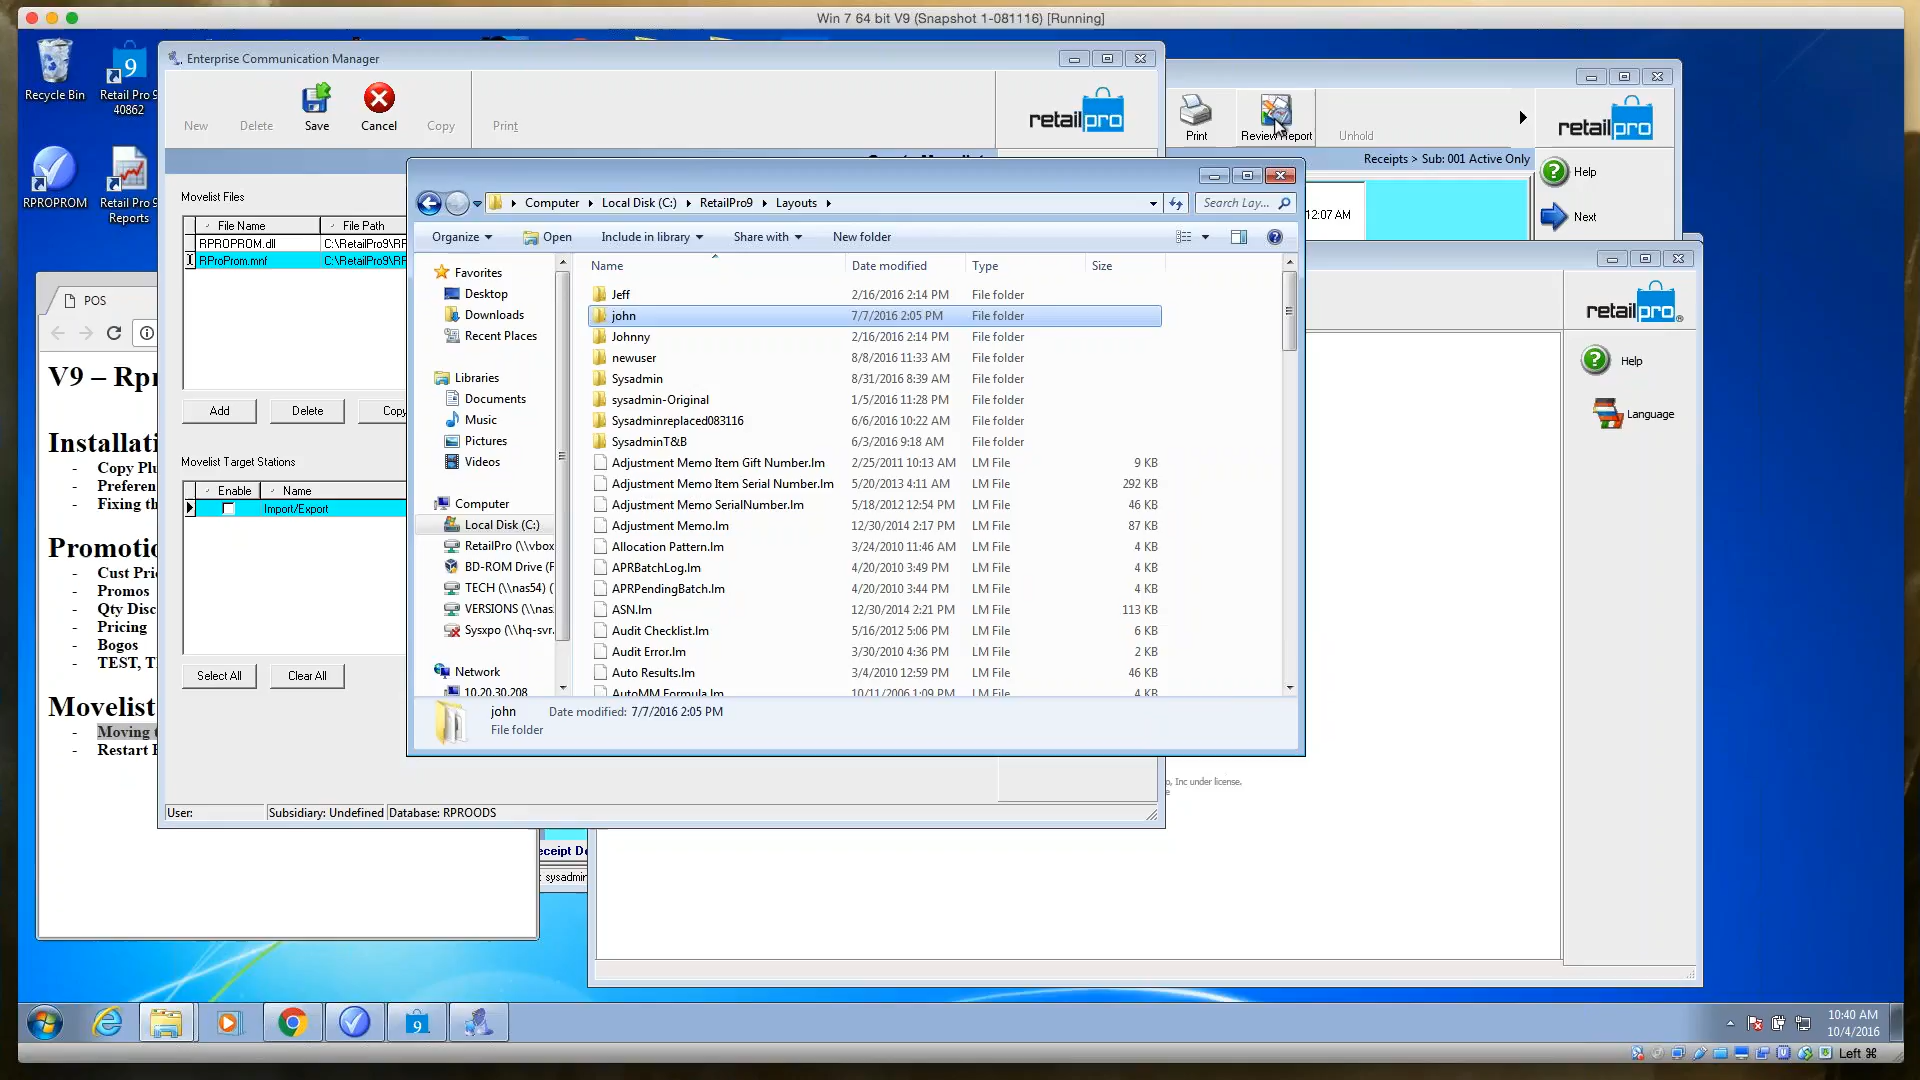 Win 7 64 bit V9 (Snapshot 1-081116) [Running]
Recycle Bin
Retail Pro 9
40862
RPROPROM
Retail Pro 9
Reports
Enterprise Communication Manager
New
Delete
Save
Cancel
Copy
Print
retailpro
Movelist Files
File Name
File Path
RPROPROM.dll
C:\RetailPro9\RF
RProProm.mnf
C:\RetailPro9\RF
Add
Delete
Copy
Movelist Target Stations
Enable
Name
Import/Export
Select All
Clear All
User:
Subsidiary: Undefined
Database: RPROODS
POS
V9 – Rpr
Installati
- Copy Plu
- Preferen
- Fixing th
Promotio
- Cust Pric
- Promos
- Qty Disc
- Pricing
- Bogos
- TEST, T
Movelist
- Moving t
- Restart
Computer
Local Disk (C:)
RetailPro9
Layouts
Search Lay...
Organize
Open
Include in library
Share with
New folder
Favorites
Desktop
Downloads
Recent Places
Libraries
Documents
Music
Pictures
Videos
Computer
Local Disk (C:)
RetailPro (\\vbox
BD-ROM Drive (F
TECH (\\nas54) (
VERSIONS (\\nas.
Sysxpo (\\hq-svr.
Network
10.20.30.208
Name Date modified Type Size
Jeff 2/16/2016 2:14 PM File folder
john 7/7/2016 2:05 PM File folder
Johnny 2/16/2016 2:14 PM File folder
newuser 8/8/2016 11:33 AM File folder
Sysadmin 8/31/2016 8:39 AM File folder
sysadmin-Original 1/5/2016 11:28 PM File folder
Sysadminreplaced083116 6/6/2016 10:22 AM File folder
SysadminT&B 6/3/2016 9:18 AM File folder
Adjustment Memo Item Gift Number.lm 2/25/2011 10:13 AM LM File 9 KB
Adjustment Memo Item Serial Number.lm 5/20/2013 4:11 AM LM File 292 KB
Adjustment Memo SerialNumber.lm 5/18/2012 12:54 PM LM File 46 KB
Adjustment Memo.lm 12/30/2014 2:17 PM LM File 87 KB
Allocation Pattern.lm 3/24/2010 11:46 AM LM File 4 KB
APRBatchLog.lm 4/20/2010 3:49 PM LM File 4 KB
APRPendingBatch.lm 4/20/2010 3:44 PM LM File 4 KB
ASN.lm 12/30/2014 2:21 PM LM File 113 KB
Audit Checklist.lm 5/16/2012 5:06 PM LM File 6 KB
Audit Error.lm 3/30/2010 4:36 PM LM File 2 KB
Auto Results.lm 3/4/2010 12:59 PM LM File 46 KB
AutoMM Formula.lm 10/11/2006 1:09 PM LM File 4 KB
john
Date modified: 7/7/2016 2:05 PM
File folder
Print
Review Report
Unhold
retailpro
Receipts > Sub: 001 Active Only
12:07 AM
Help
Next
retailpro
Help
Language
o, Inc under license.
eceipt De
: sysadmin
10:40 AM
10/4/2016
Left ⌘